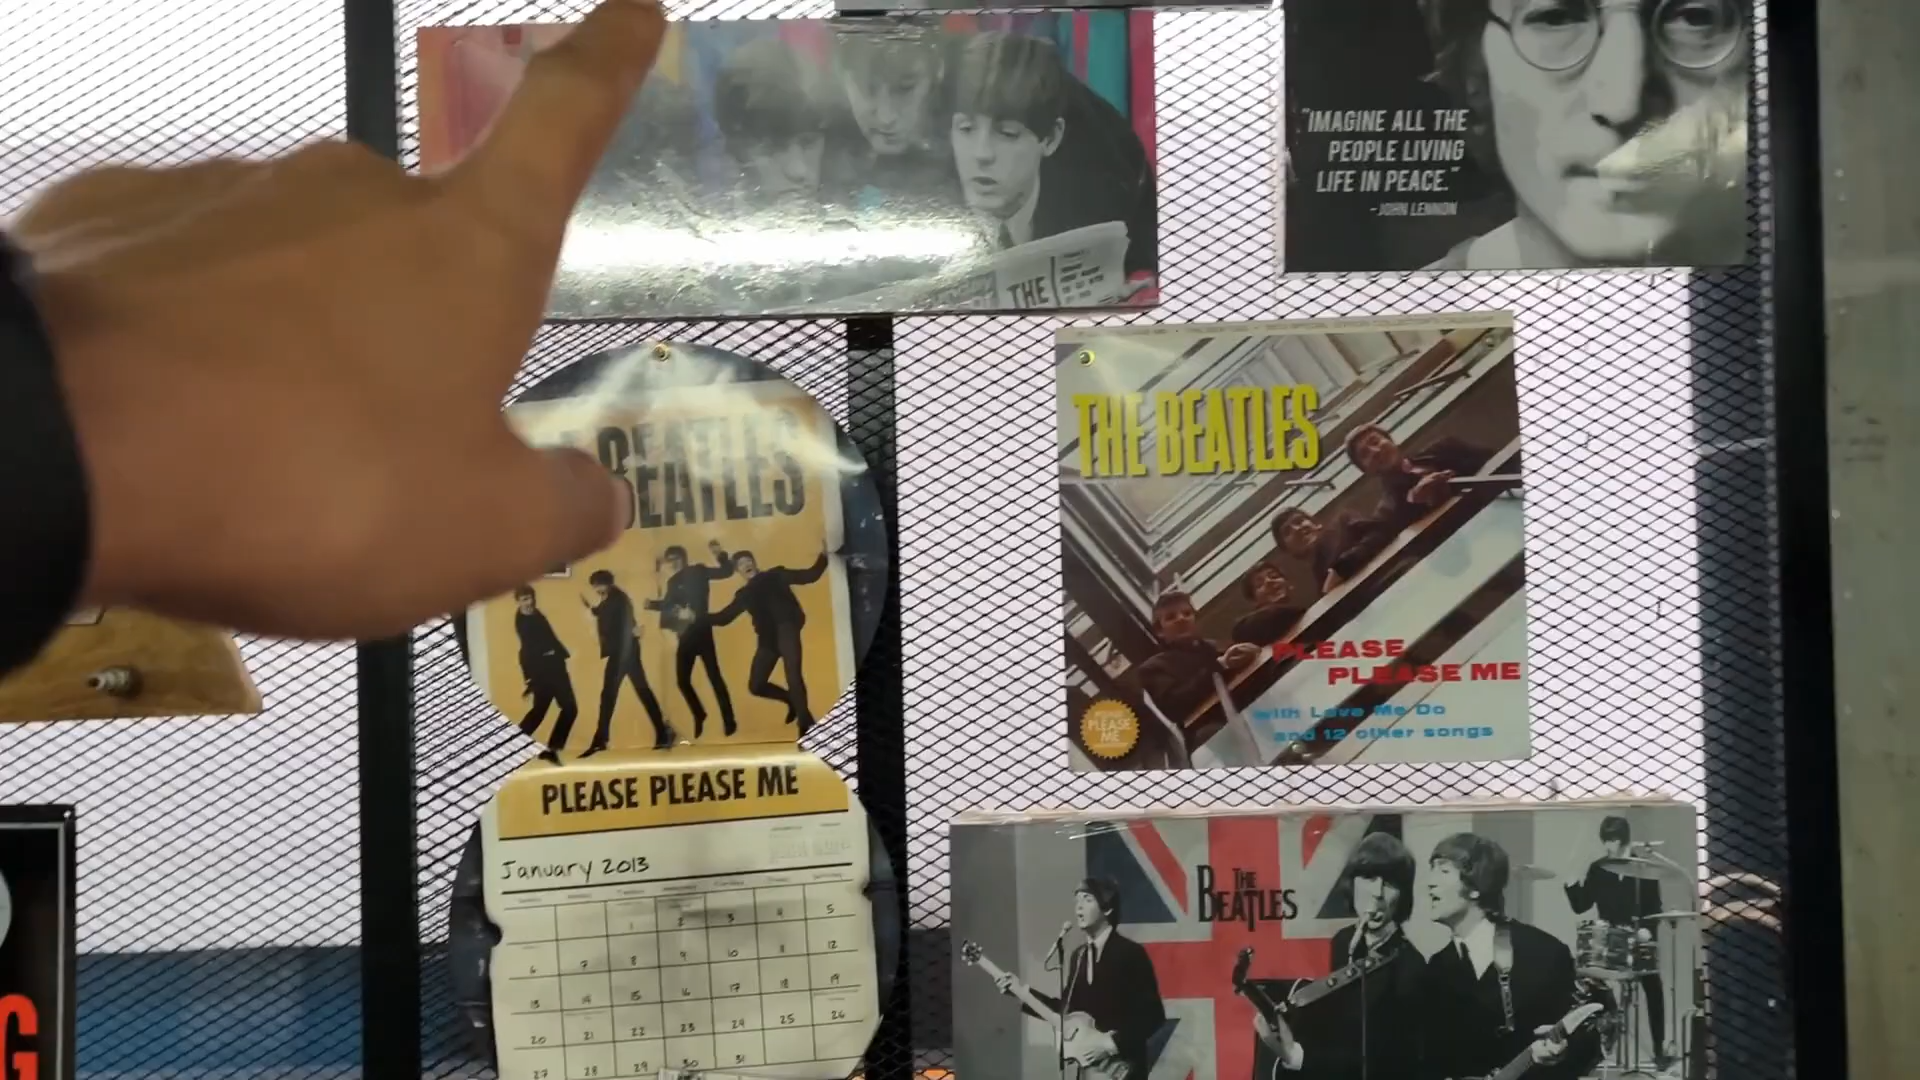 "IMAGINE ALL THE
PEOPLE LIVING
LIFE IN PEACE."
-JOHN LENNON
THE
BEATLES
THE BEATLES
PLEASE
PLEASE ME
with Love Me Do
and 12 other songs
PLEASE
ME
PLEASE PLEASE ME
January 2013
1 2 3 4 5
6 7 8 9 10 11 12
13 14 15 16 17 18 19
20 21 22 23 24 25 26
27 28 29 30 31
THE
BEATLES
G